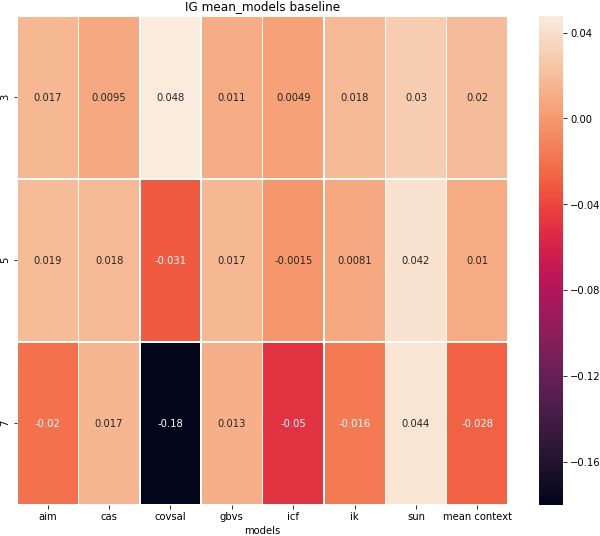 IG mean_models baseline
3 0.017 0.0095 0.048 0.011 0.0049 0.018 0.03 0.02
5 0.019 0.018 -0.031 0.017 -0.0015 0.0081 0.042 0.01
7 -0.02 0.017 -0.18 0.013 -0.05 -0.016 0.044 -0.028
aim cas covsal gbvs icf ik sun mean context
models
0.04
0.00
-0.04
-0.08
-0.12
-0.16